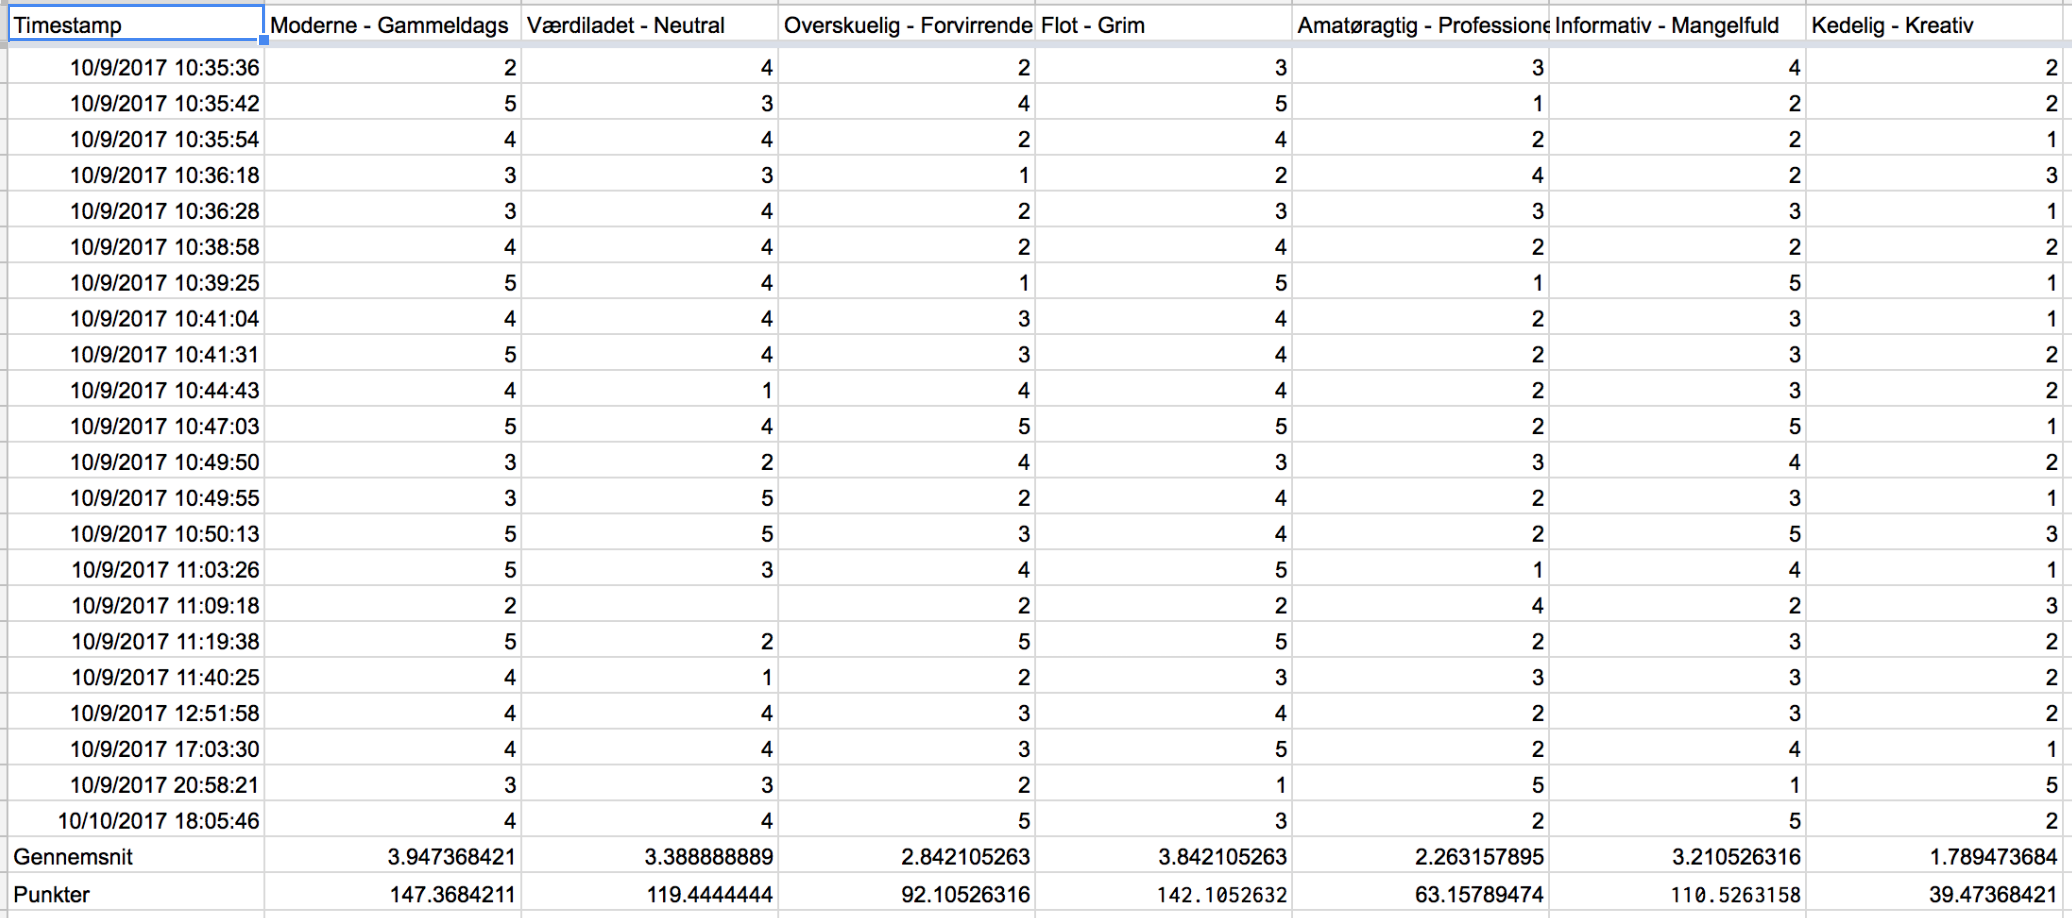 Timestamp Moderne - Gammeldags Værdiladet - Neutral Overskuelig - Forvirrende Flot - Grim Amatøragtig - Professione Informativ - Mangelfuld Kedelig - Kreativ
10/9/2017 10:35:36 2 4 2 3 3 4 2
10/9/2017 10:35:42 5 3 4 5 1 2 2
10/9/2017 10:35:54 4 4 2 4 2 2 1
10/9/2017 10:36:18 3 3 1 2 4 2 3
10/9/2017 10:36:28 3 4 2 3 3 3 1
10/9/2017 10:38:58 4 4 2 4 2 2 2
10/9/2017 10:39:25 5 4 1 5 1 5 1
10/9/2017 10:41:04 4 4 3 4 2 3 1
10/9/2017 10:41:31 5 4 3 4 2 3 2
10/9/2017 10:44:43 4 1 4 4 2 3 2
10/9/2017 10:47:03 5 4 5 5 2 5 1
10/9/2017 10:49:50 3 2 4 3 3 4 2
10/9/2017 10:49:55 3 5 2 4 2 3 1
10/9/2017 10:50:13 5 5 3 4 2 5 3
10/9/2017 11:03:26 5 3 4 5 1 4 1
10/9/2017 11:09:18 2 2 2 4 2 3
10/9/2017 11:19:38 5 2 5 5 2 3 2
10/9/2017 11:40:25 4 1 2 3 3 3 2
10/9/2017 12:51:58 4 4 3 4 2 3 2
10/9/2017 17:03:30 4 4 3 5 2 4 1
10/9/2017 20:58:21 3 3 2 1 5 1 5
10/10/2017 18:05:46 4 4 5 3 2 5 2
Gennemsnit 3.947368421 3.388888889 2.842105263 3.842105263 2.263157895 3.210526316 1.789473684
Punkter 147.3684211 119.4444444 92.10526316 142.1052632 63.15789474 110.5263158 39.47368421